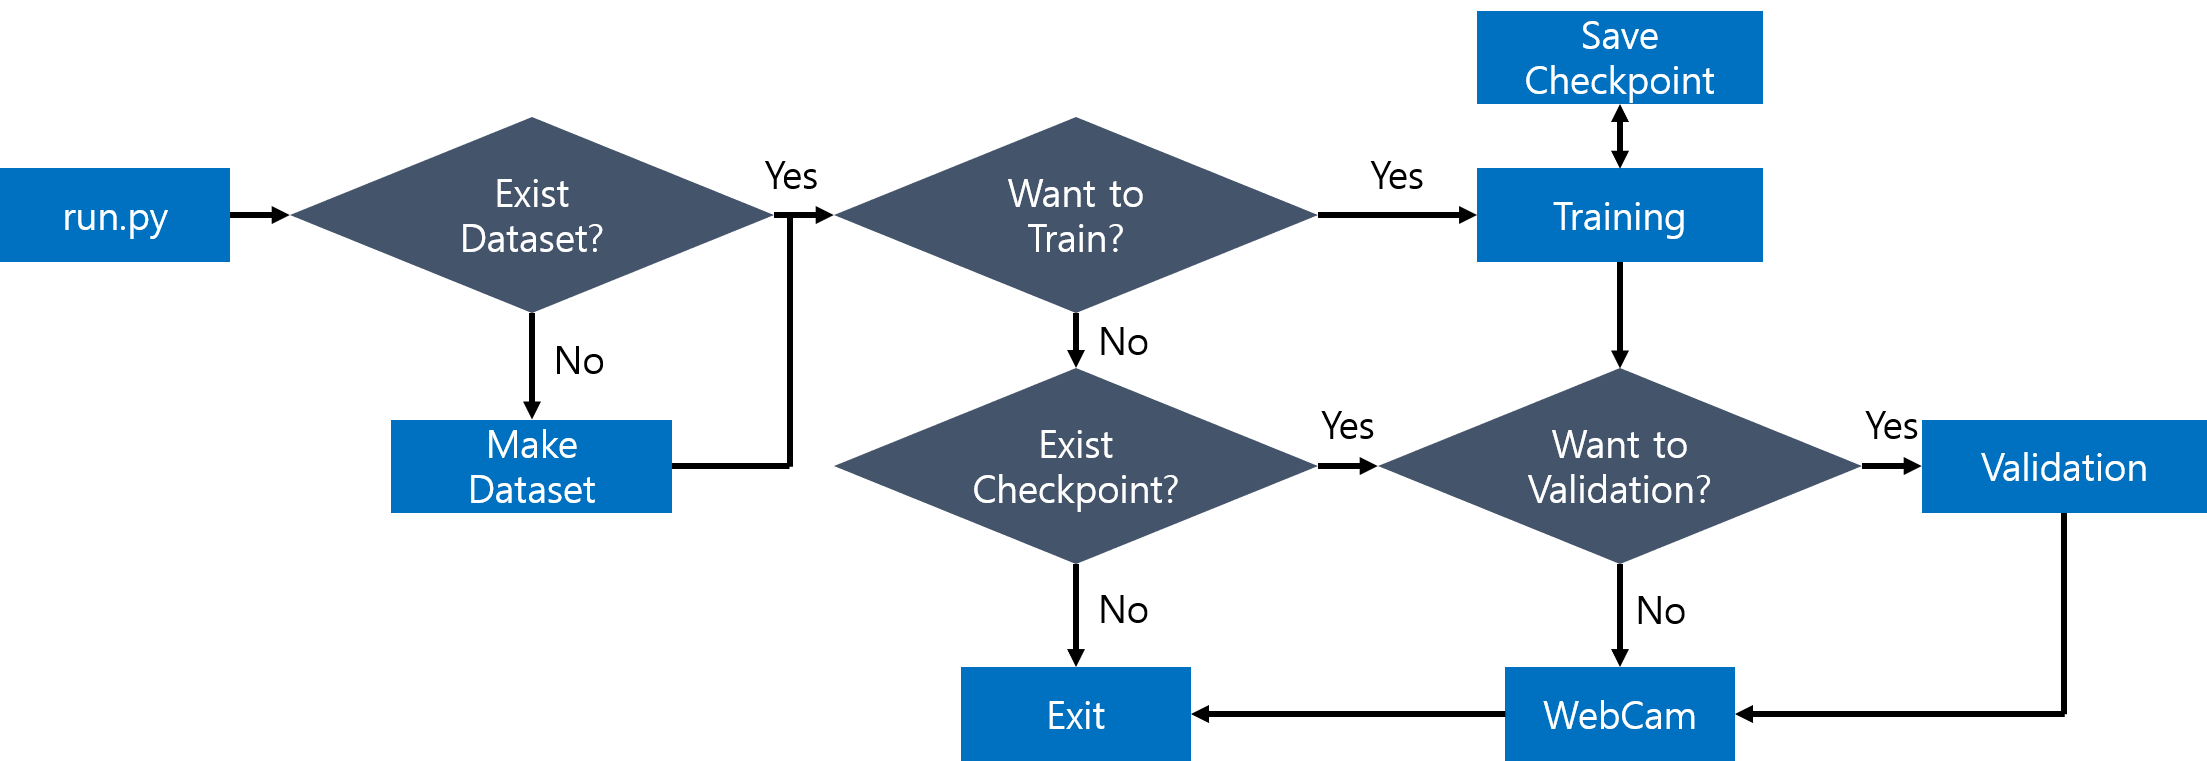 Save
Checkpoint
run.py
Exist
Dataset?
Yes
Want to
Train?
Yes
Training
No
No
Make
Dataset
Exist
Checkpoint?
Yes
Want to
Validation?
Yes
Validation
No
No
Exit
WebCam